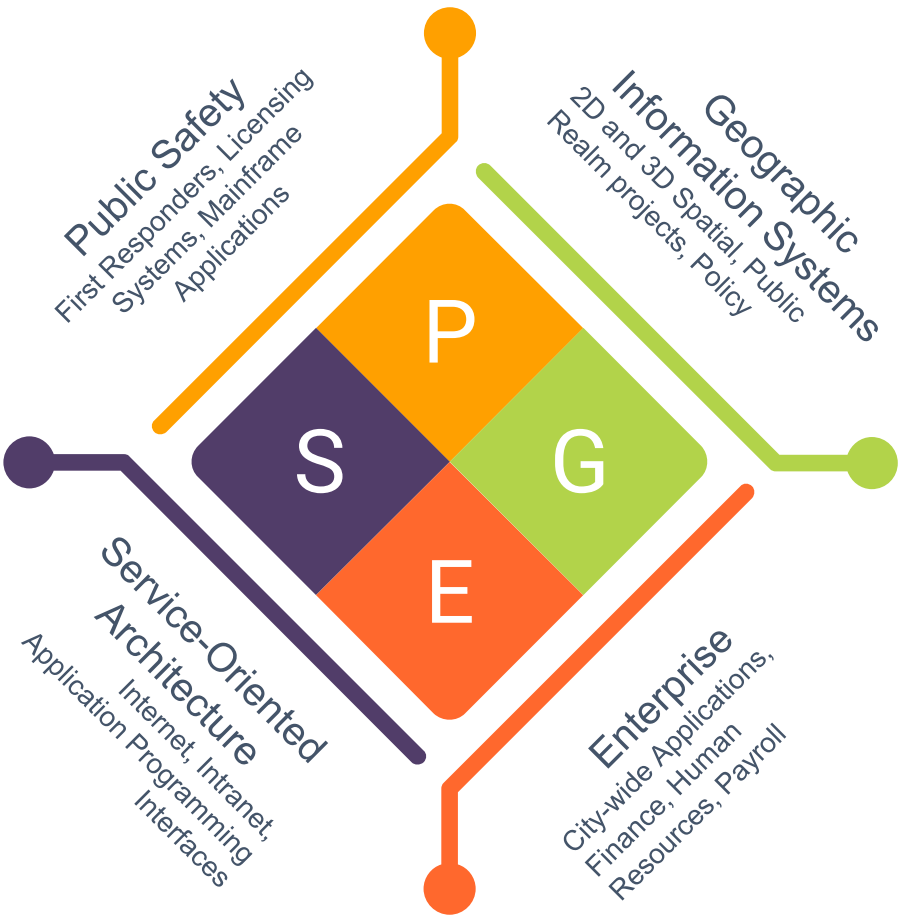 Public Safety
First Responders, Licensing
Systems, Mainframe
Applications
Geographic
Information Systems
2D and 3D Spatial, Public
Realm projects, Policy
P
S
G
E
Service-Oriented
Architecture
Internet, Intranet,
Application Programming
Interfaces
Enterprise
City-wide Applications,
Finance, Human
Resources, Payroll